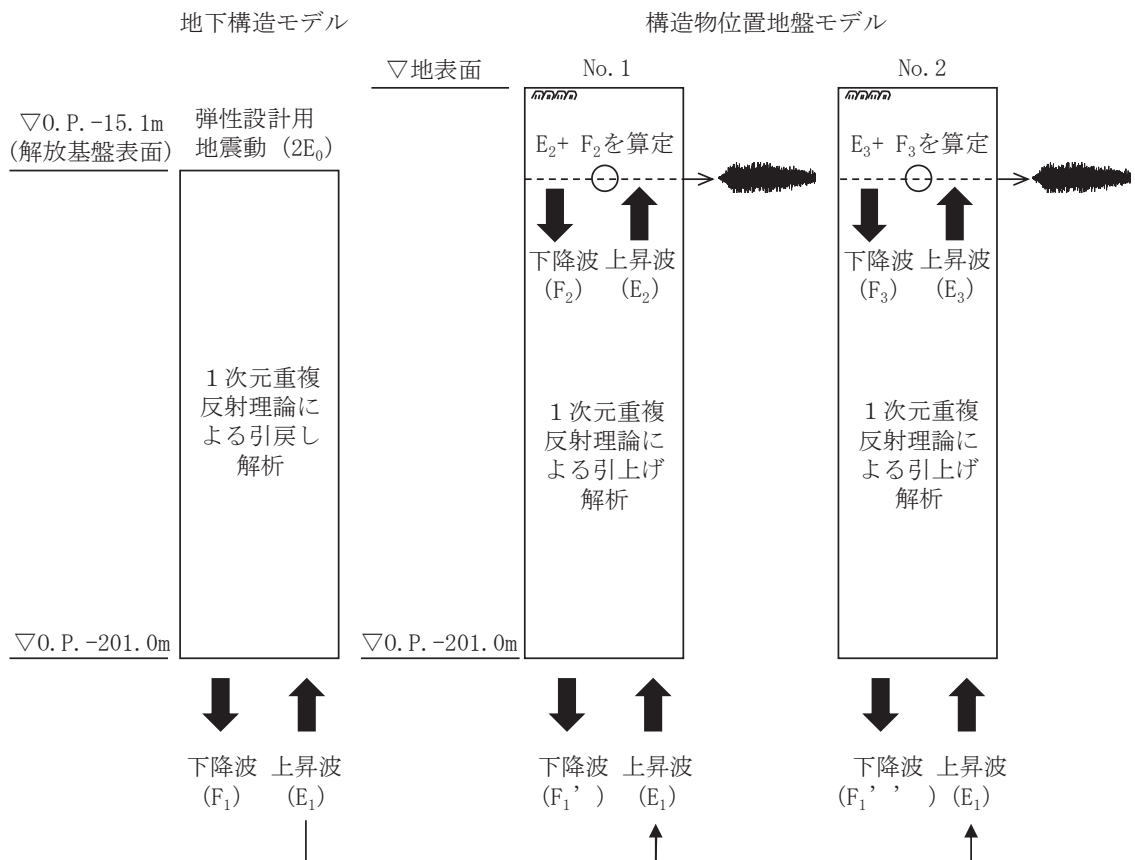 地下構造モデル
構造物位置地盤モデル
▽地表面
No.1
No.2
▽O.P.-15.1m
(解放基盤表面)
弾性設計用
地震動 (2E₀)
E₂+ F₂を算定
E₃+ F₃を算定
下降波 上昇波
(F₂) (E₂)
下降波 上昇波
(F₃) (E₃)
１次元重複
反射理論に
よる引戻し
解析
１次元重複
反射理論に
よる引上げ
解析
１次元重複
反射理論に
よる引上げ
解析
▽O.P.-201.0m
▽O.P.-201.0m
下降波 上昇波
(F₁) (E₁)
下降波 上昇波
(F₁’ ) (E₁)
下降波 上昇波
(F₁’ ’ ) (E₁)